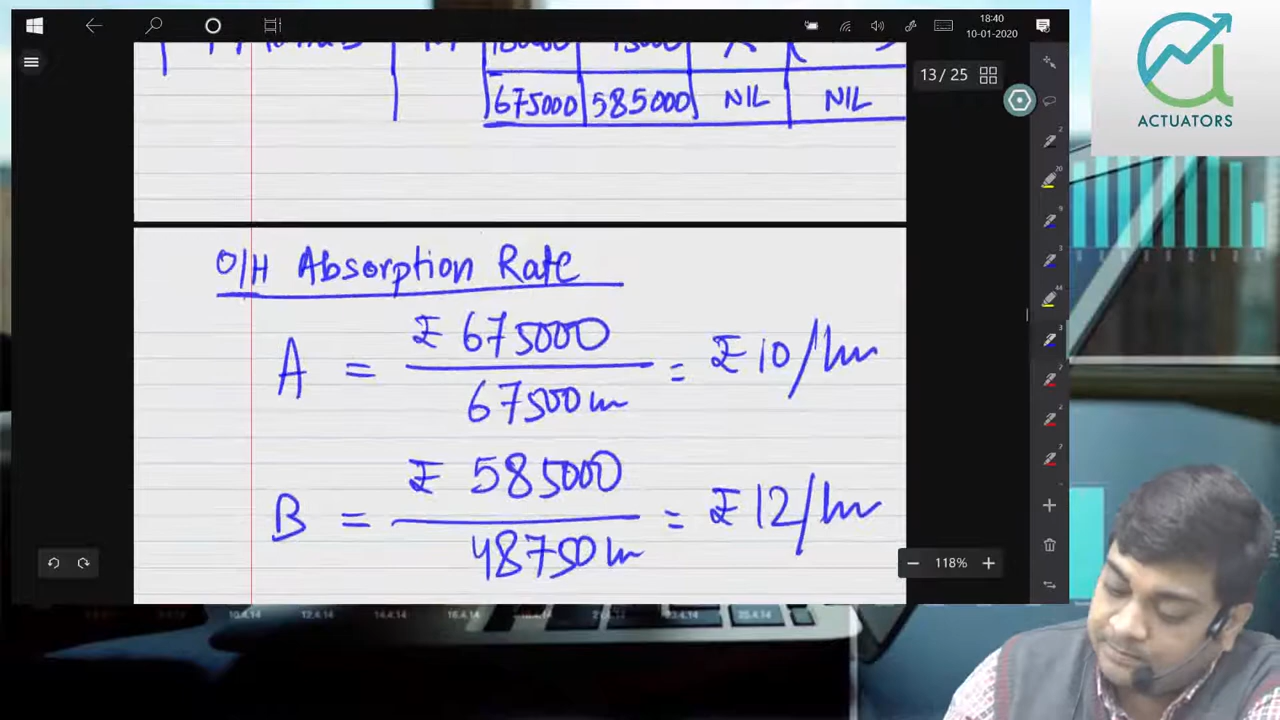 18:40
10-01-2020
ACTUATORS
13 / 25
675000 585000 NIL NIL
O/H Absorption Rate
A = ₹ 675000 / 67500 hr = ₹ 10/hr
B = ₹ 585000 / 48750 hr = ₹ 12/hr
118%